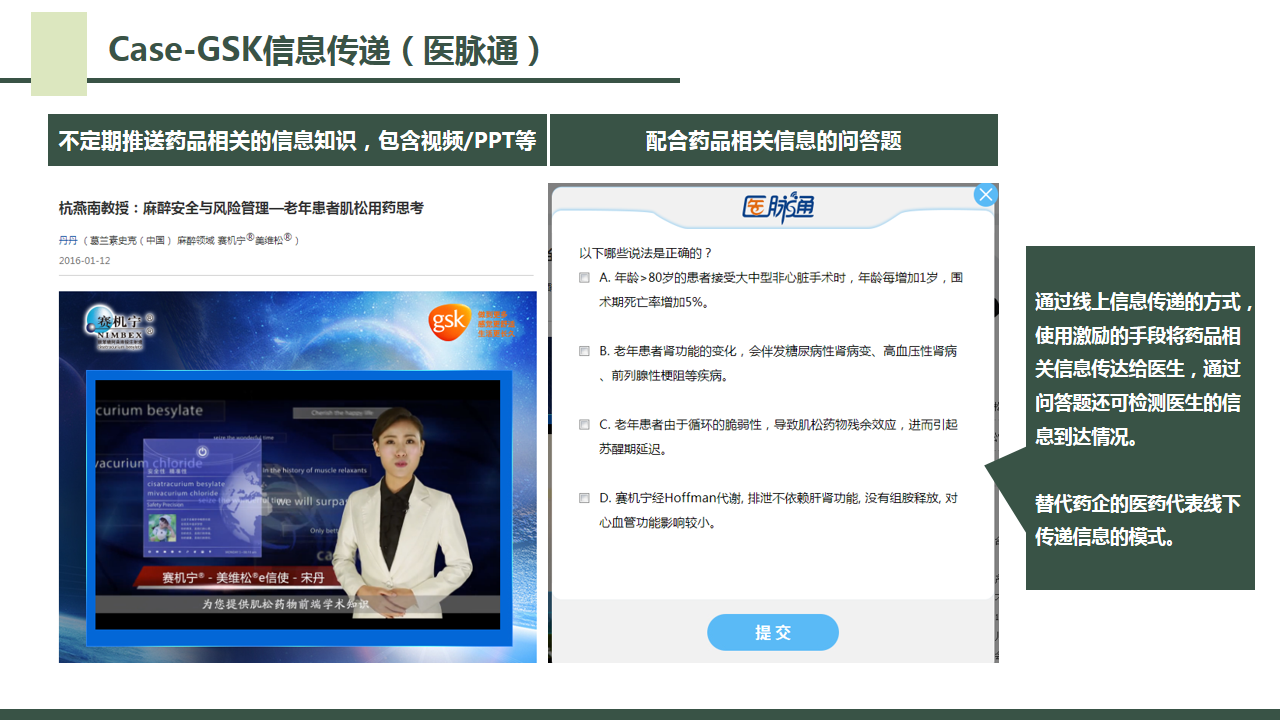 Case-GSK信息传递（医脉通）
不定期推送药品相关的信息知识，包含视频/PPT等
配合药品相关信息的问答题
杭燕南教授：麻醉安全与风险管理—老年患者肌松用药思考
丹丹（葛兰素史克（中国） 麻醉领域 赛机宁®美维松®）
2016-01-12
赛机宁®
NIMBEX®
gsk
curium besylate
Cherish the happy life
seize the wonderful time
vacurium chloride
安全性 精准性
cisatracurium besylate
mivacurium chloride
Safety Precision
in the history of muscle relaxants
we will surpa
Only bett
赛机宁® - 美维松®e信使 - 宋丹
为您提供肌松药物前端学术知识
医脉通
以下哪些说法是正确的？
A. 年龄>80岁的患者接受大中型非心脏手术时，年龄每增加1岁，围
术期死亡率增加5%。
B. 老年患者肾功能的变化，会伴发糖尿病性肾病变、高血压性肾病
、前列腺性梗阻等疾病。
C. 老年患者由于循环的脆弱性，导致肌松药物残余效应，进而引起
苏醒期延迟。
D. 赛机宁经Hoffman代谢, 排泄不依赖肝肾功能, 没有组胺释放, 对
心血管功能影响较小。
提 交
通过线上信息传递的方式，
使用激励的手段将药品相
关信息传达给医生，通过
问答题还可检测医生的信
息到达情况。
替代药企的医药代表线下
传递信息的模式。